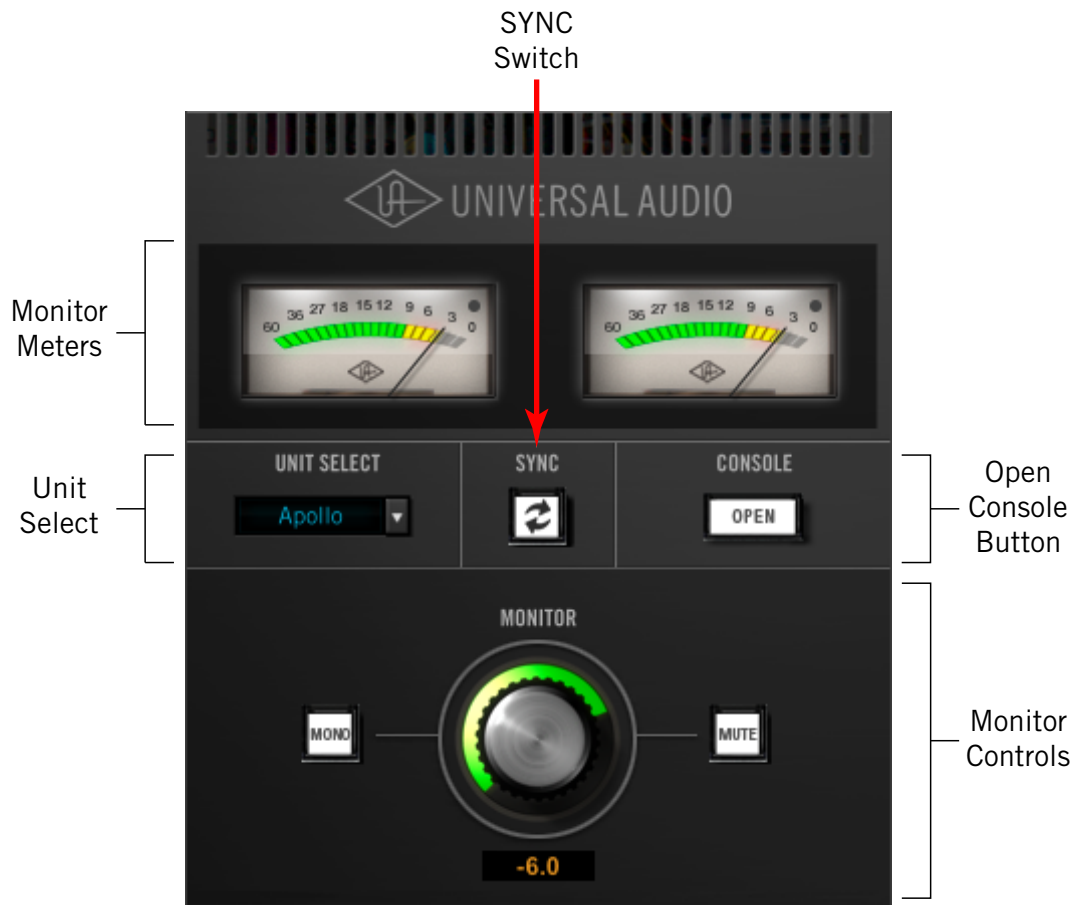 SYNC
Switch
UNIVERSAL AUDIO
Monitor
Meters
60 36 27 18 15 12 9 6 3 0
60 36 27 18 15 12 9 6 3 0
Unit
Select
UNIT SELECT
Apollo
SYNC
CONSOLE
OPEN
Open
Console
Button
MONITOR
MONO
MUTE
-6.0
Monitor
Controls